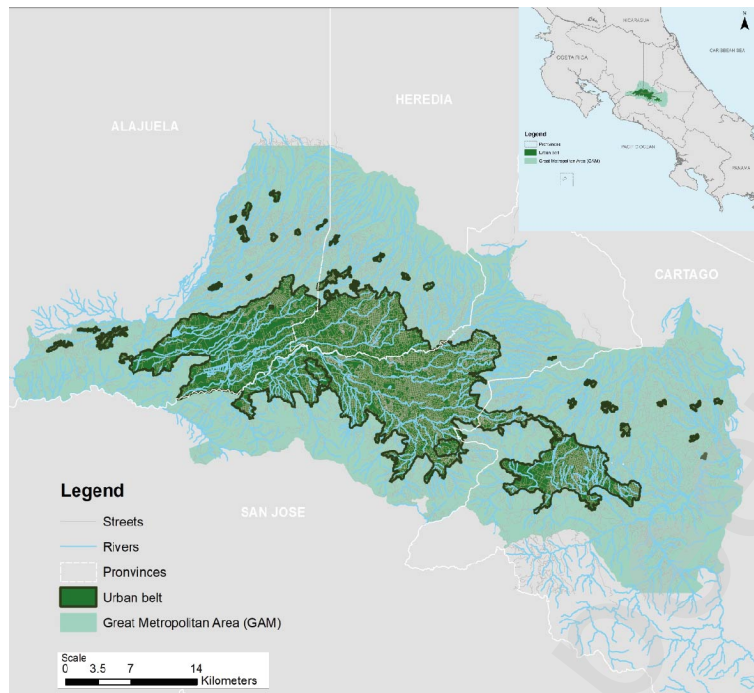 N
NICARAGUA
CARIBBEAN SEA
COSTA RICA
PACIFIC OCEAN
PANAMA
Legend
Pronvinces
Urban belt
Great Metropolitan Area (GAM)
HEREDIA
ALAJUELA
CARTAGO
SAN JOSE
Legend
Streets
Rivers
Pronvinces
Urban belt
Great Metropolitan Area (GAM)
Scale
0 3.5 7 14
Kilometers